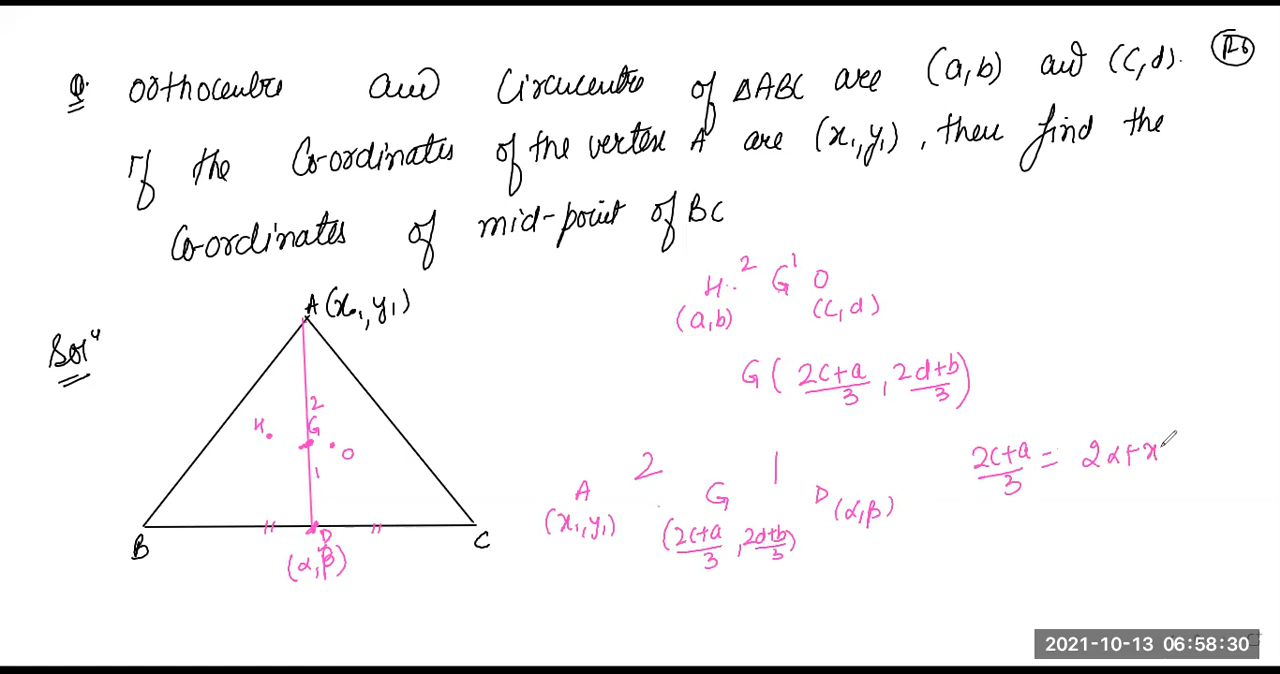 Q. Orthocentre and Circumcentre of ΔABC are (a,b) and (c,d).
If the Co-ordinates of the vertex A are (x₁,y₁), then find the
Co-ordinates of mid-point of BC
H 2 G 1 O
(a,b) (c,d)
G ( 2c+a/3 , 2d+b/3 )
Solⁿ
A (x₁, y₁)
2
G
H
O
1
D
B
C
(α,β)
2 1
A G D (α,β)
(x₁,y₁) ( 2c+a/3 , 2d+b/3 )
2c+a/3 = 2α+x
2021-10-13 06:58:30